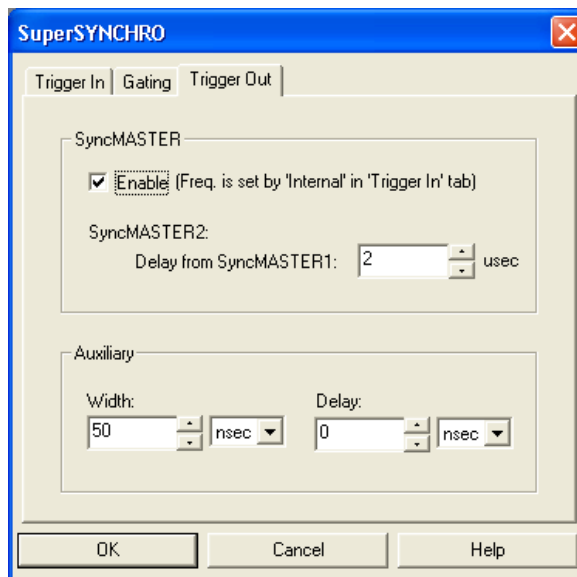 SuperSYNCHRO
Trigger In Gating Trigger Out
SyncMASTER
Enable (Freq. is set by 'Internal' in 'Trigger In' tab)
SyncMASTER2:
Delay from SyncMASTER1: 2 usec
Auxiliary
Width: Delay:
50 nsec 0 nsec
OK Cancel Help